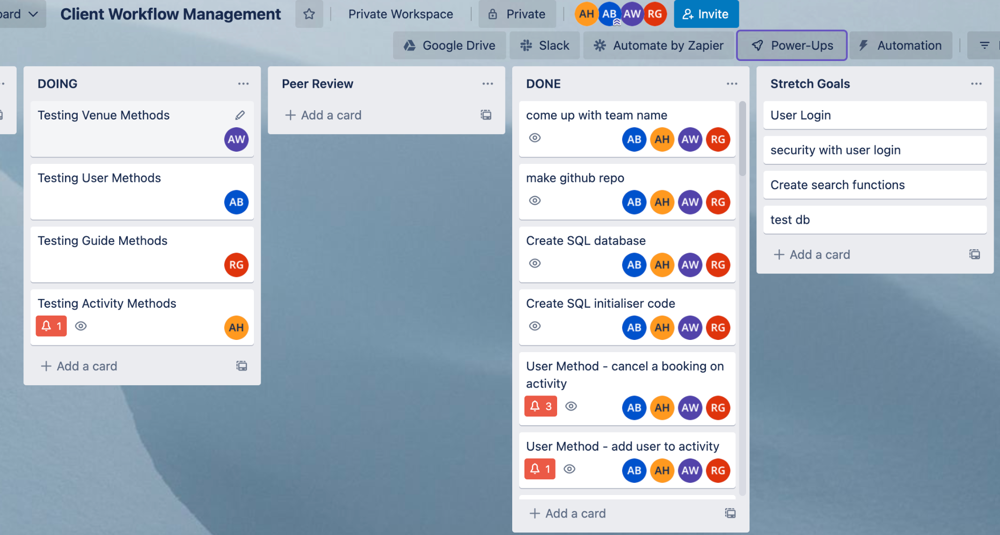 oard
Client Workflow Management
Private Workspace
Private
AH
AB
AW
RG
Invite
Google Drive
Slack
Automate by Zapier
Power-Ups
Automation
DOING
Testing Venue Methods
AW
Testing User Methods
AB
Testing Guide Methods
RG
Testing Activity Methods
1
AH
Add a card
Peer Review
Add a card
DONE
come up with team name
AB AH AW RG
make github repo
AB AH AW RG
Create SQL database
AB AH AW RG
Create SQL initialiser code
AB AH AW RG
User Method - cancel a booking on
activity
3
AB AH AW RG
User Method - add user to activity
1
AB AH AW RG
Add a card
Stretch Goals
User Login
security with user login
Create search functions
test db
Add a card